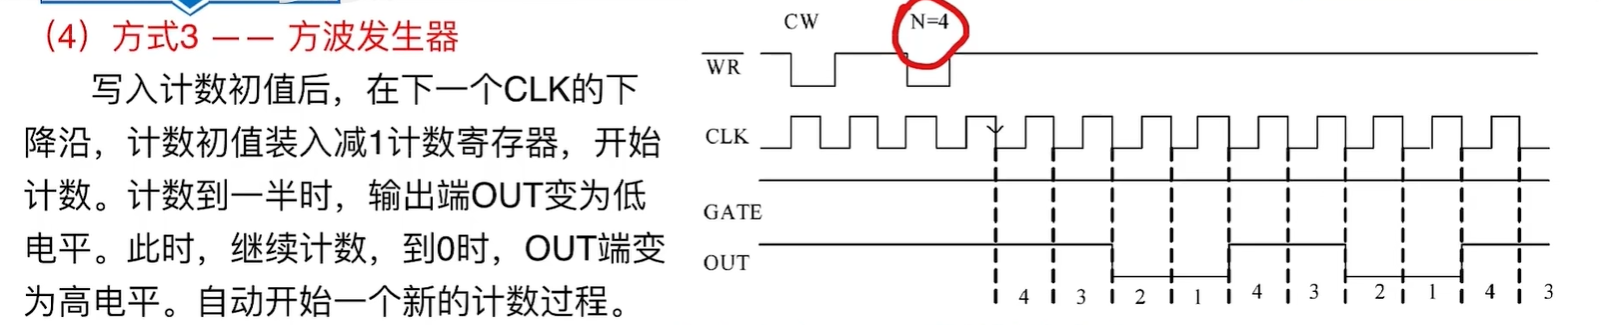 （4）方式3 —— 方波发生器
写入计数初值后，在下一个CLK的下
降沿，计数初值装入减1计数寄存器，开始
计数。计数到一半时，输出端OUT变为低
电平。此时，继续计数，到0时，OUT端变
为高电平。自动开始一个新的计数过程。
CW N=4
WR
CLK
GATE
OUT
4 3 2 1 4 3 2 1 4 3